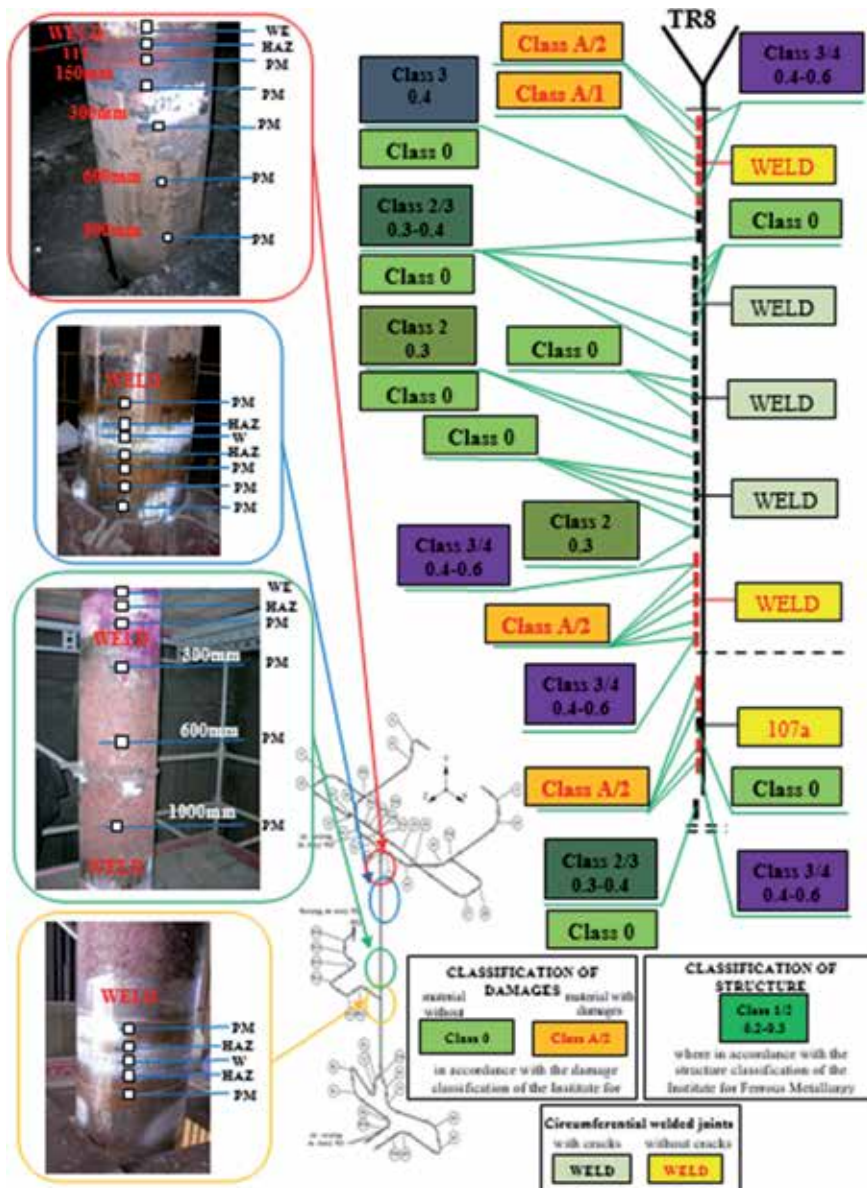 WELD
WE
HAZ
PM
150mm
PM
300mm
PM
600mm
PM
PM
WELD
PM
HAZ
W
HAZ
PM
PM
PM
WE
HAZ
PM
WELD
300mm
PM
600mm
PM
1000mm
PM
WELD
WELD
PM
HAZ
W
HAZ
PM
TR8
Class A/2
Class 3/4
0.4-0.6
Class 3
0.4
Class A/1
WELD
Class 0
Class 0
Class 2/3
0.3-0.4
Class 0
WELD
Class 2
0.3
Class 0
Class 0
WELD
Class 0
WELD
Class 2
0.3
Class 3/4
0.4-0.6
WELD
Class A/2
Class 3/4
0.4-0.6
107a
Class A/2
Class 0
Class 2/3
0.3-0.4
Class 0
Class 3/4
0.4-0.6
CLASSIFICATION OF
DAMAGES
material
without
material with
damages
Class 0
Class A/2
in accordance with the damage
classification of the Institute for
CLASSIFICATION OF
STRUCTURE
Class 1/2
0.2-0.3
where in accordance with the
structure classification of the
Institute for Ferrous Metallurgy
Circumferential welded joints
with cracks
without cracks
WELD
WELD